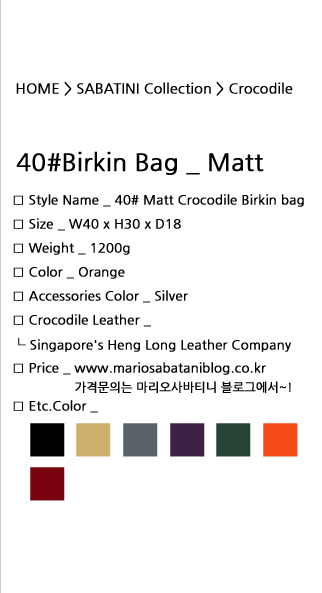 HOME > SABATINI Collection > Crocodile
40#Birkin Bag _ Matt
□ Style Name _ 40# Matt Crocodile Birkin bag
□ Size _ W40 x H30 x D18
□ Weight _ 1200g
□ Color _ Orange
□ Accessories Color _ Silver
□ Crocodile Leather _
└ Singapore's Heng Long Leather Company
□ Price _ www.mariosabataniblog.co.kr
가격문의는 마리오사바티니 블로그에서~!
□ Etc.Color _